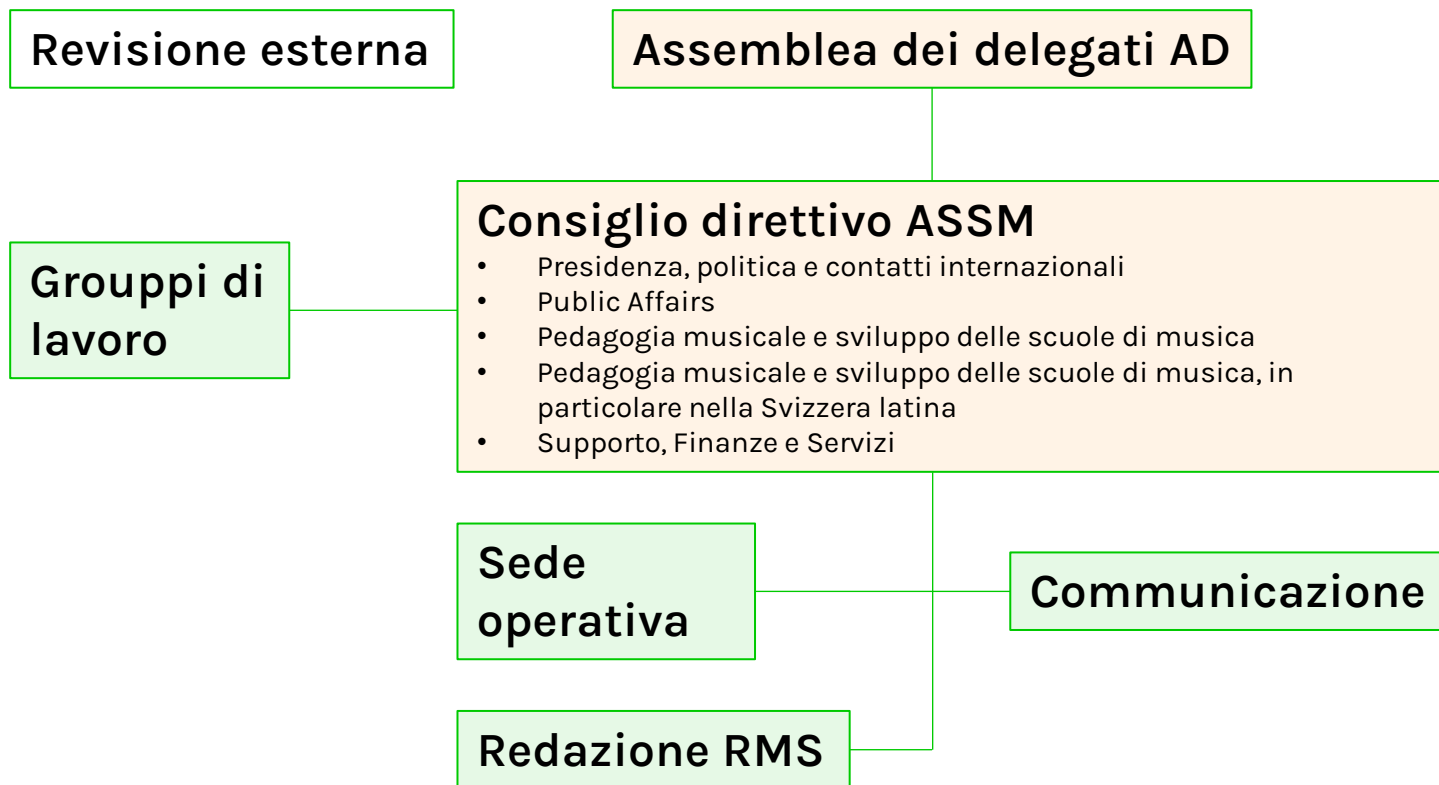 Revisione esterna
Assemblea dei delegati AD
Consiglio direttivo ASSM
• Presidenza, politica e contatti internazionali
• Public Affairs
• Pedagogia musicale e sviluppo delle scuole di musica
• Pedagogia musicale e sviluppo delle scuole di musica, in
particolare nella Svizzera latina
• Supporto, Finanze e Servizi
Grouppi di
lavoro
Sede
operativa
Communicazione
Redazione RMS